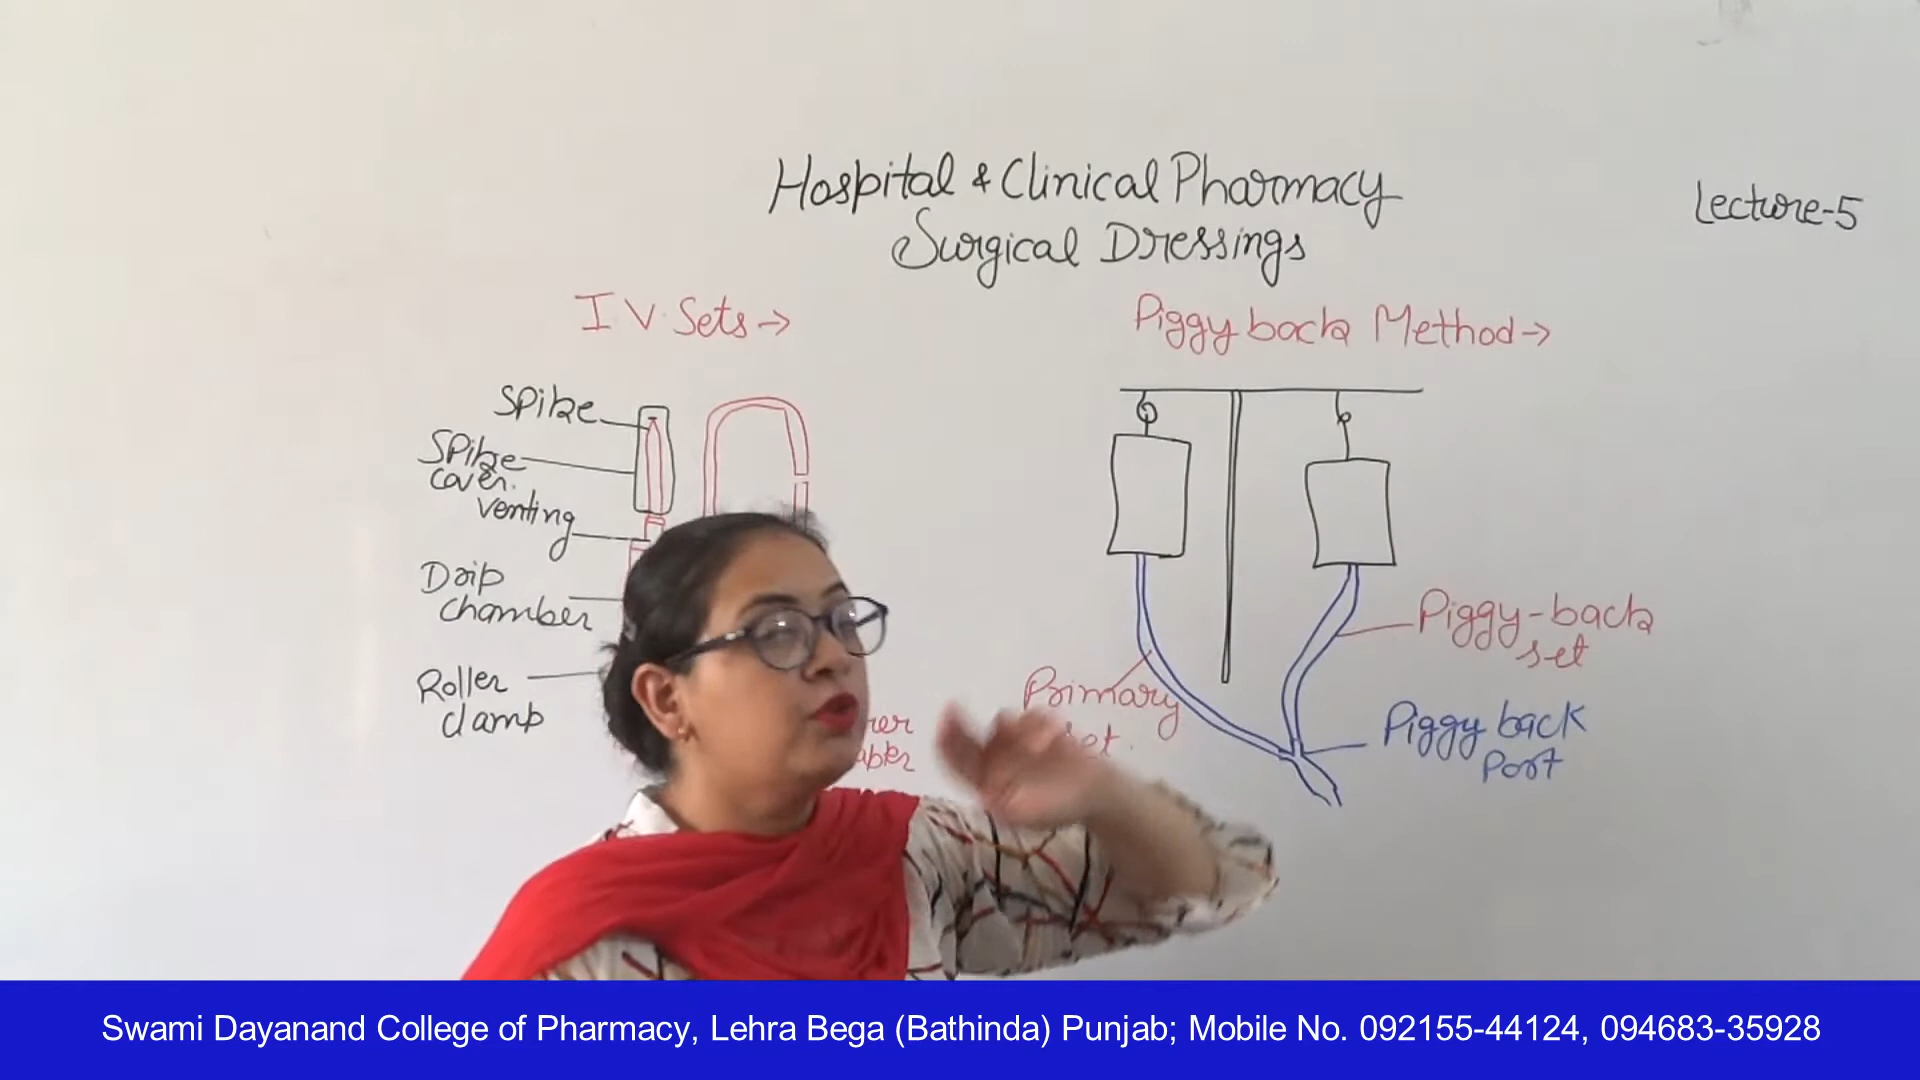 Hospital & Clinical Pharmacy
Surgical Dressings
Lecture-5
I V Sets →
Spike
Spike
cover.
venting
Drip
chamber
Roller
clamp
Piggy back Method →
Primary
set.
Piggy-back
set
Piggy back
Port
Swami Dayanand College of Pharmacy, Lehra Bega (Bathinda) Punjab; Mobile No. 092155-44124, 094683-35928